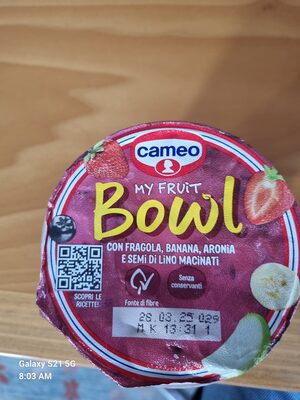 cameo
MY FRUIT
Bowl
CON FRAGOLA, BANANA, ARONIA
E SEMI DI LINO MACINATI
SCOPRI LE
RICETTE!
Fonte di fibre
Senza
conservanti
28.03.25 029
M K 13:31 1
Galaxy S21 5G
8:03 AM